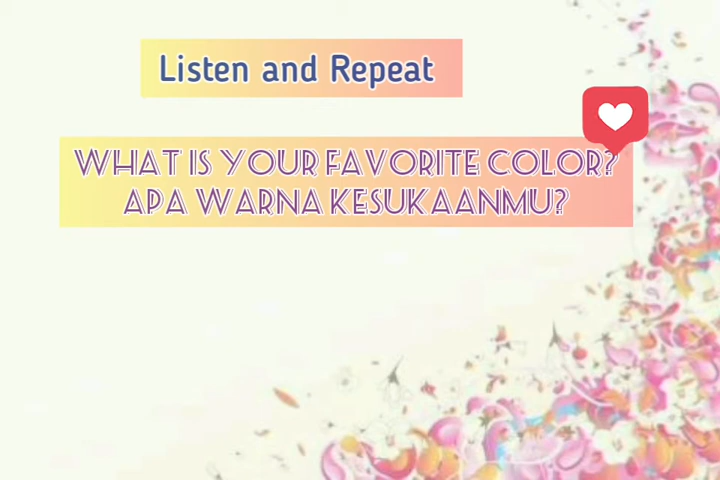 Listen and Repeat
WHAT IS YOUR FAVORITE COLOR?
APA WARNA KESUKAANMU?